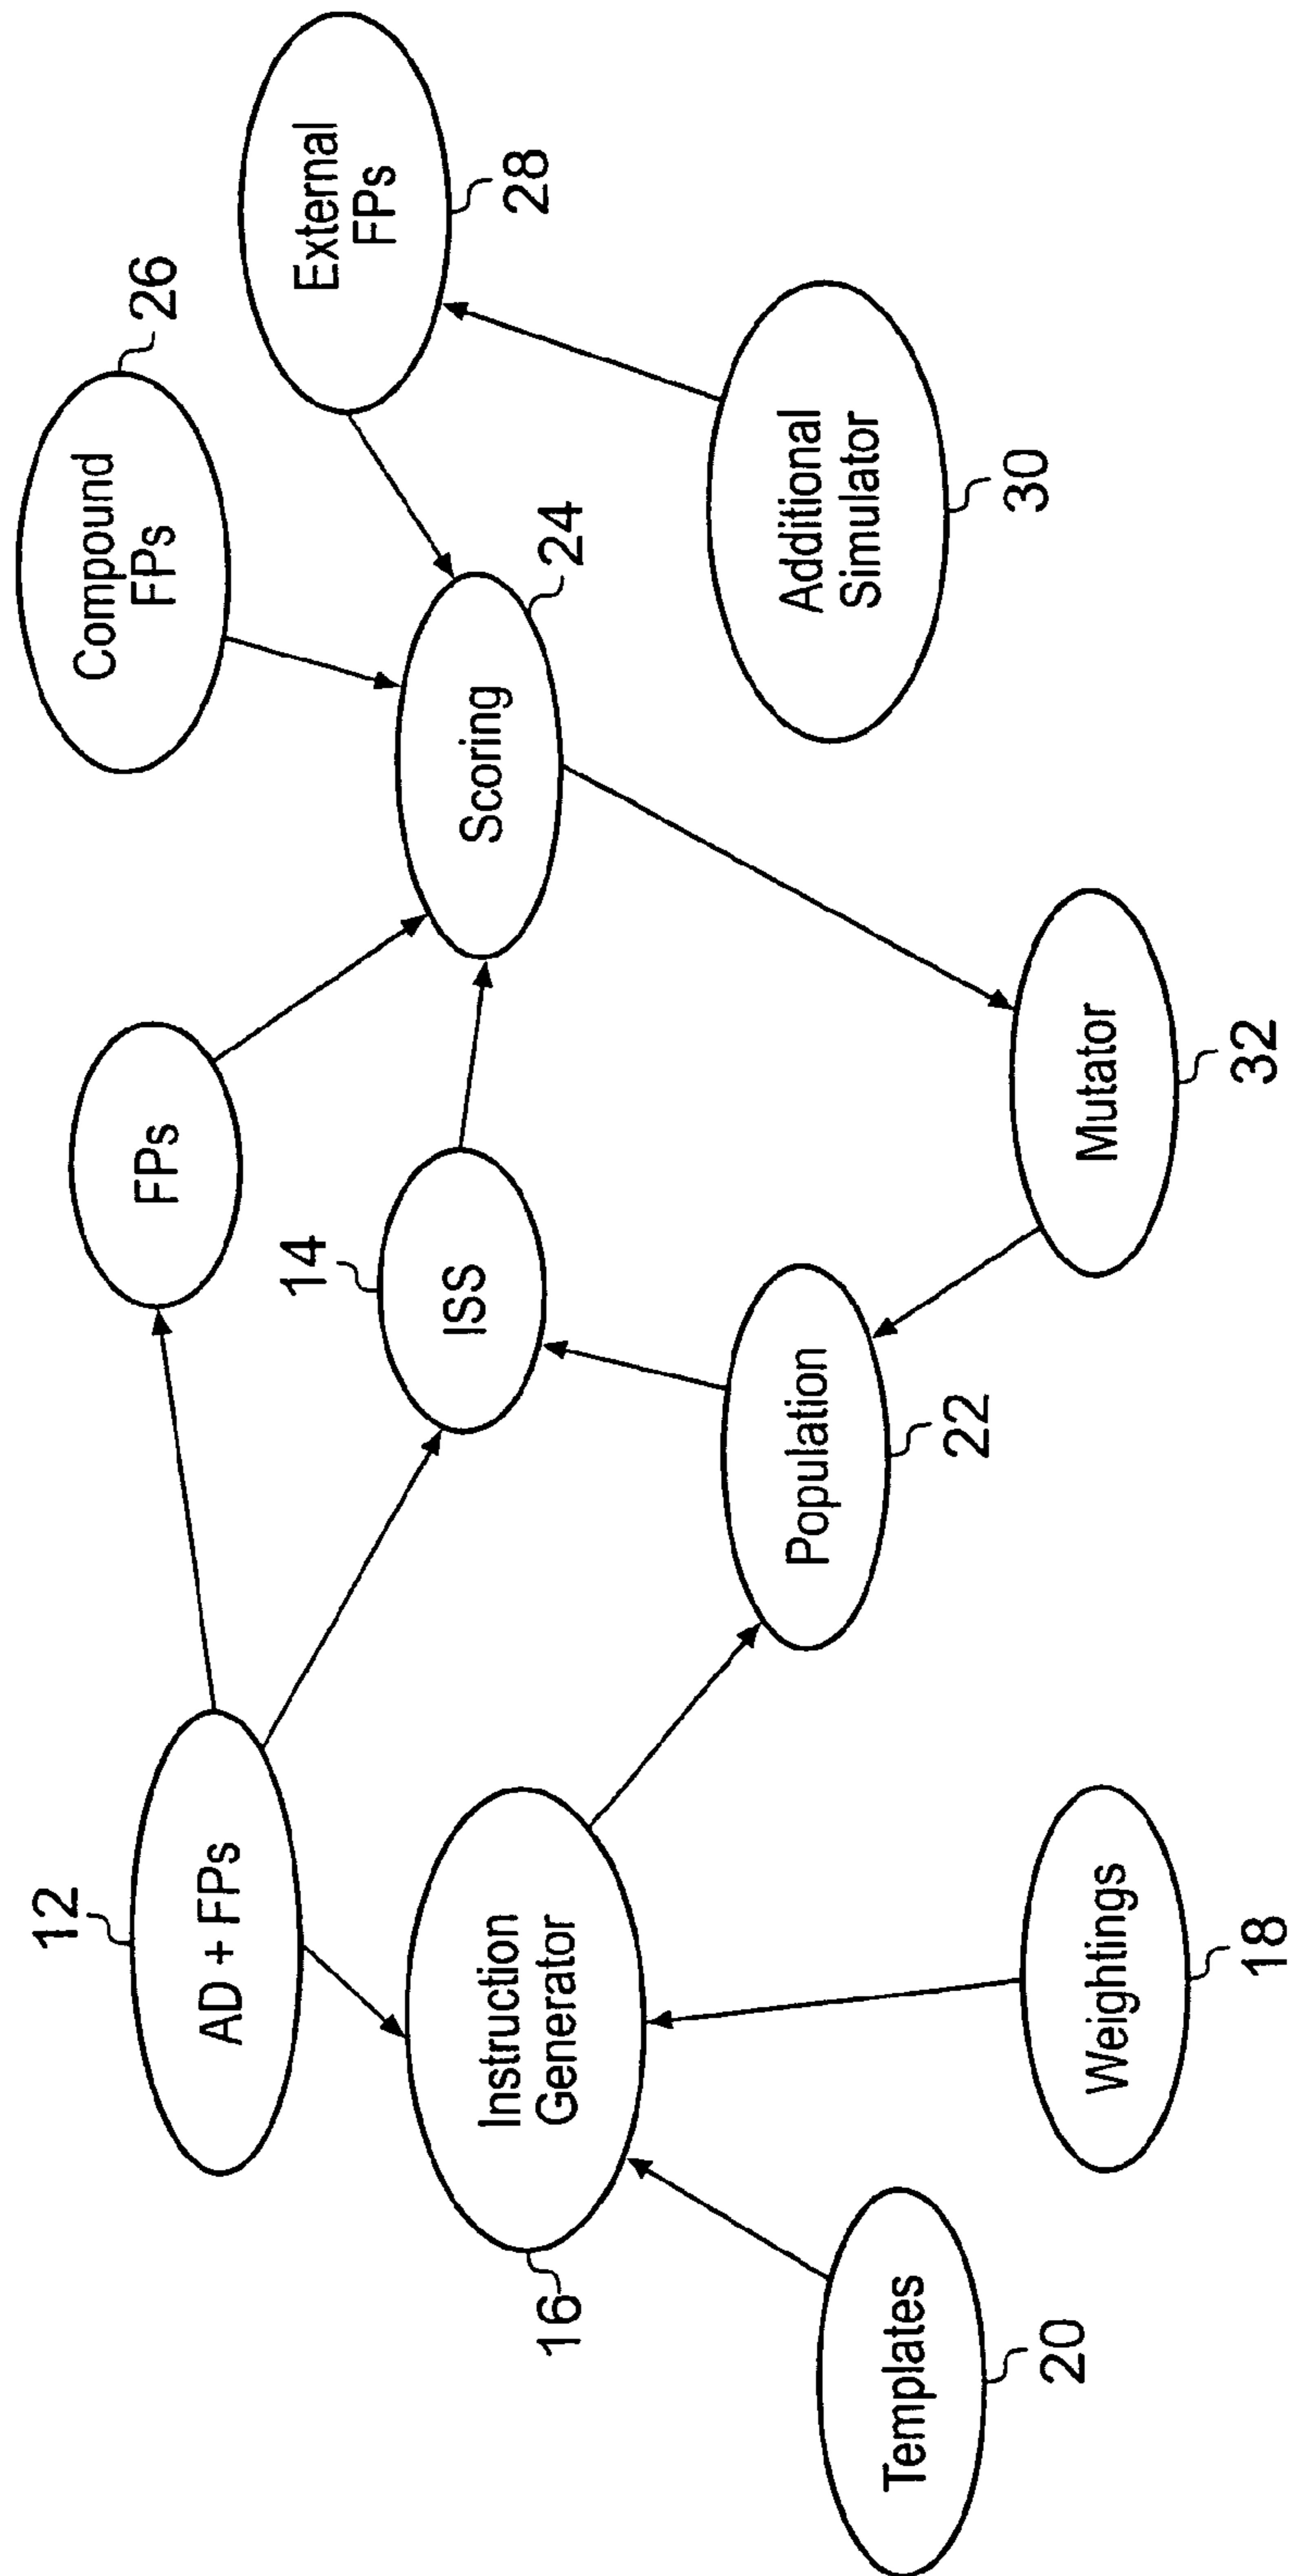 12
AD + FPs
FPs
Compound
FPs
26
External
FPs
28
14
ISS
Scoring
24
Instruction
Generator
16
Population
22
Additional
Simulator
30
Templates
20
Weightings
18
Mutator
32